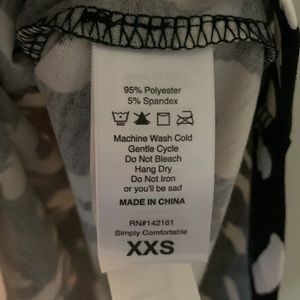 95% Polyester
5% Spandex
Machine Wash Cold
Gentle Cycle
Do Not Bleach
Hang Dry
Do Not Iron
or you'll be sad
MADE IN CHINA
RN#142161
Simply Comfortable
XXS